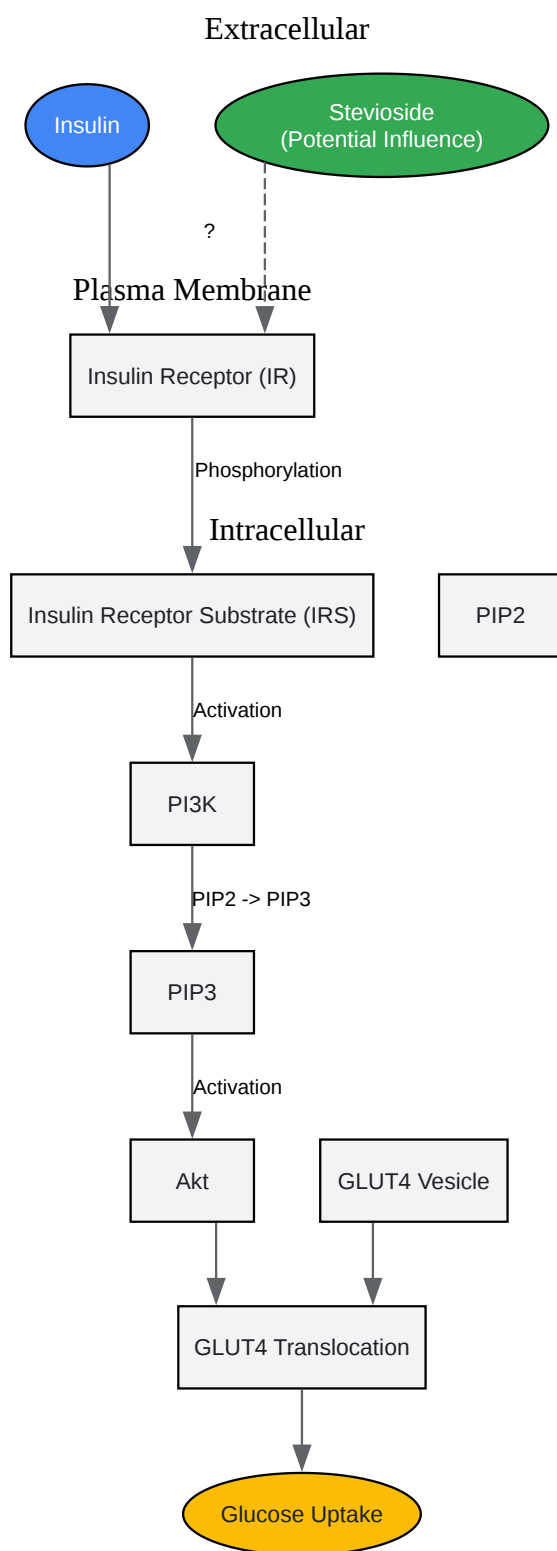 Extracellular
Insulin
Stevioside
(Potential Influence)
?
Plasma Membrane
Insulin Receptor (IR)
Phosphorylation
Intracellular
Insulin Receptor Substrate (IRS)
PIP2
Activation
PI3K
PIP2 -> PIP3
PIP3
Activation
Akt
GLUT4 Vesicle
GLUT4 Translocation
Glucose Uptake